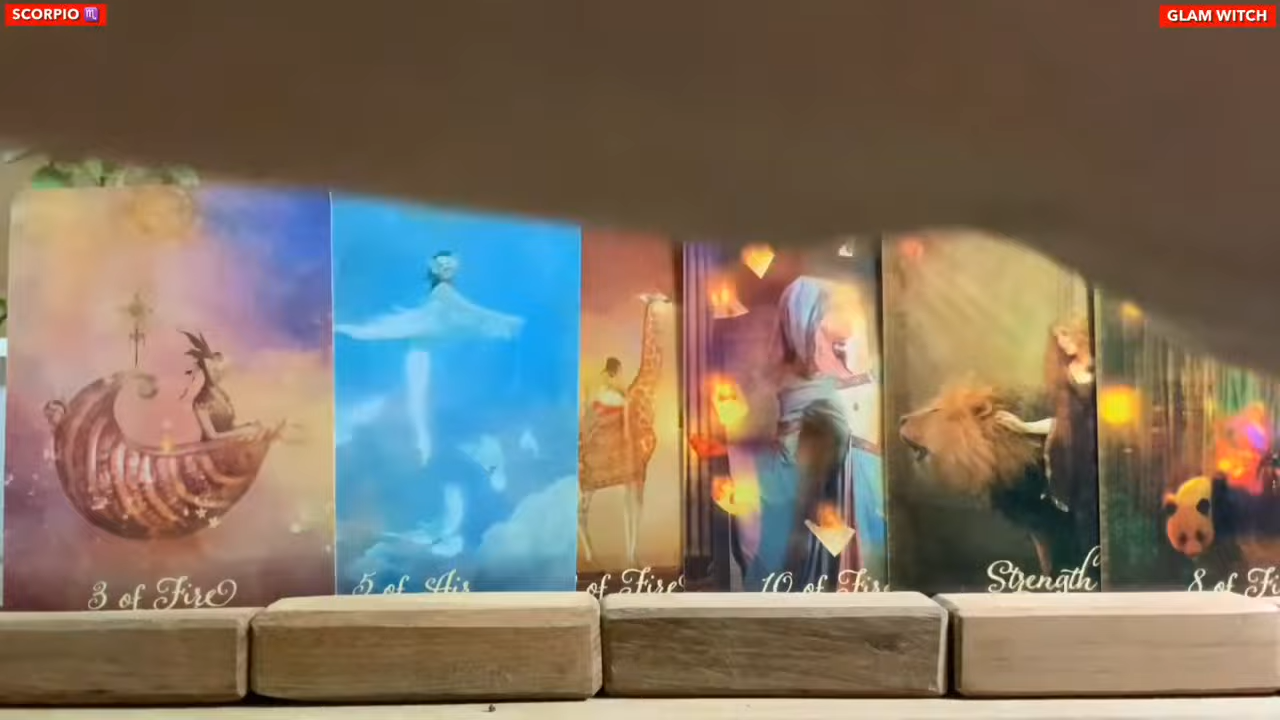 SCORPIO ♏
GLAM WITCH
3 of Fire
5 of Air
of Fire
10 of Fire
Strength
8 of Fi